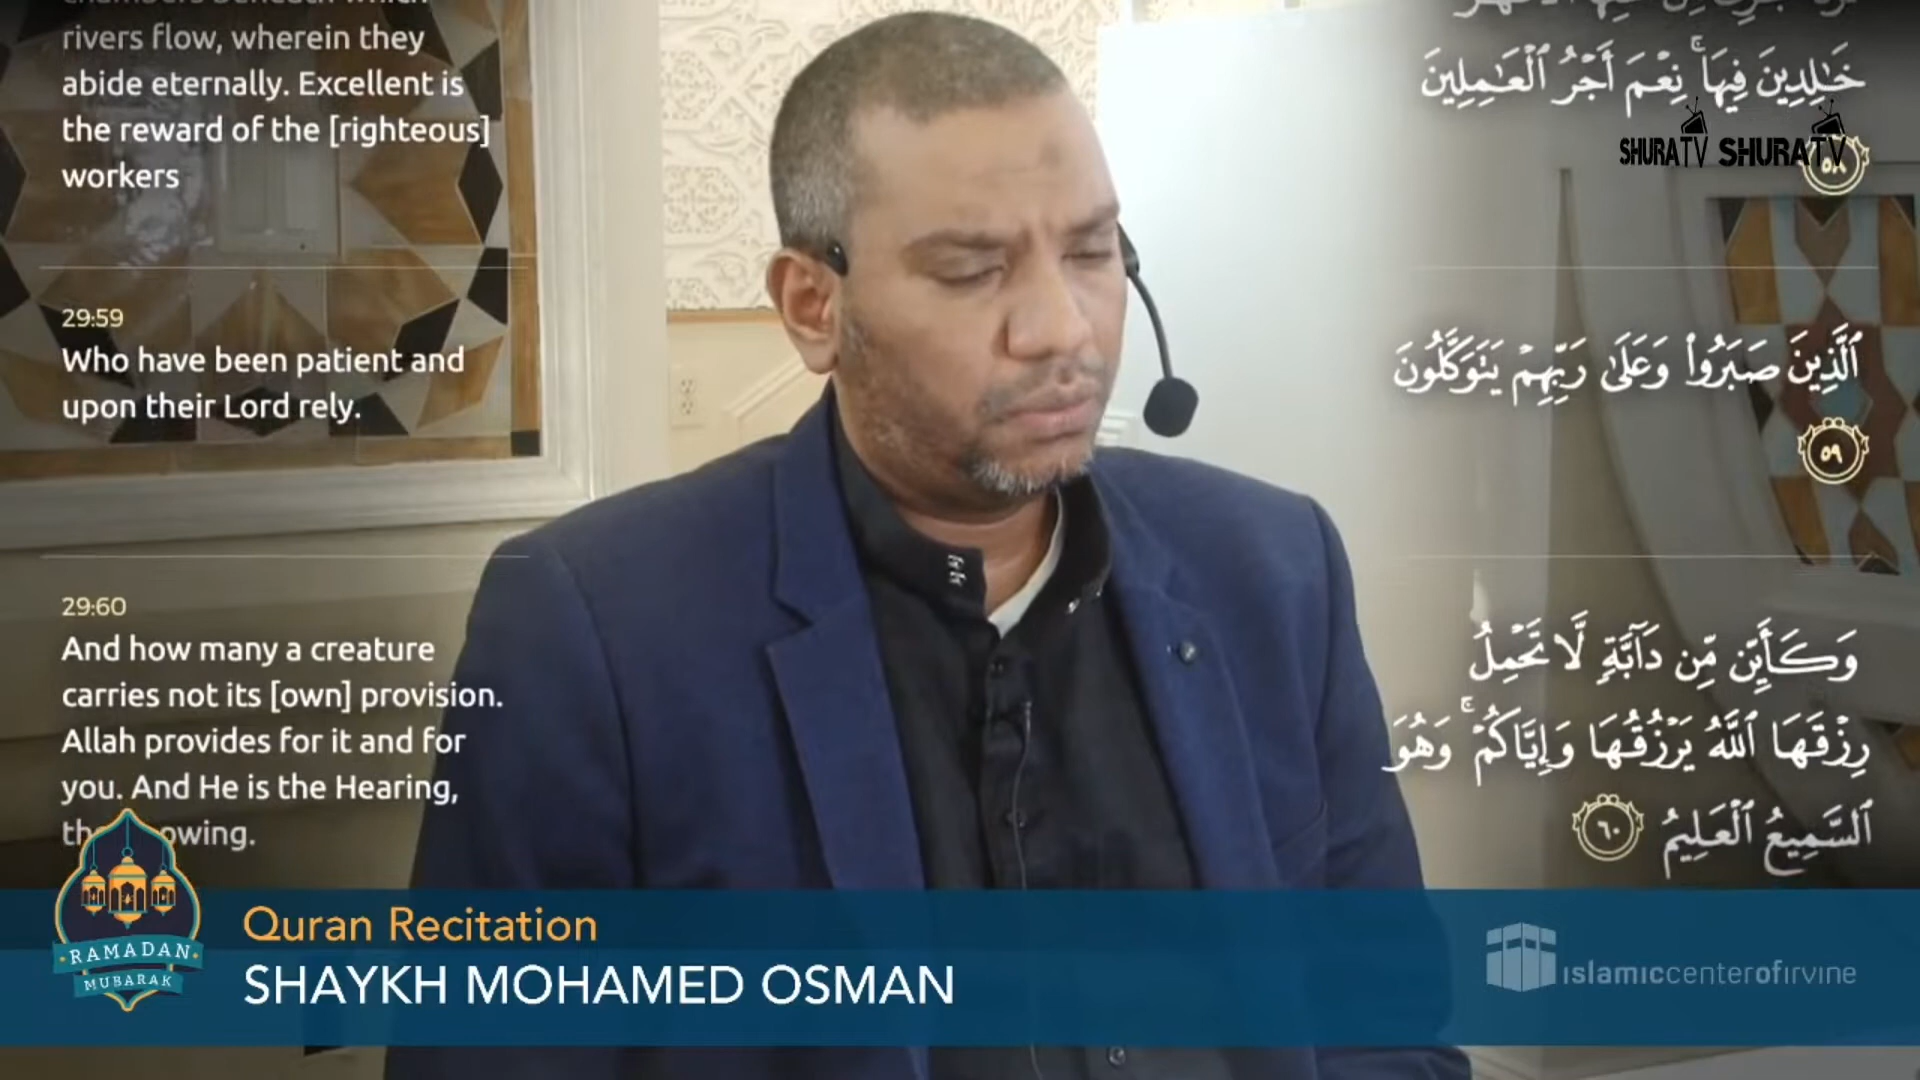 rivers flow, wherein they
abide eternally. Excellent is
the reward of the [righteous]
workers
29:59
Who have been patient and
upon their Lord rely.
29:60
And how many a creature
carries not its [own] provision.
Allah provides for it and for
you. And He is the Hearing,
خَٰلِدِينَ فِيهَا ۚ نِعْمَ أَجْرُ ٱلْعَٰمِلِينَ
٥٨
SHURATV SHURATV
ٱلَّذِينَ صَبَرُوا۟ وَعَلَىٰ رَبِّهِمْ يَتَوَكَّلُونَ
٥٩
وَكَأَيِّن مِّن دَآبَّةٍ لَّا تَحْمِلُ
رِزْقَهَا ٱللَّهُ يَرْزُقُهَا وَإِيَّاكُمْ ۚ وَهُوَ
ٱلسَّمِيعُ ٱلْعَلِيمُ ٦٠
RAMADAN
MUBARAK
Quran Recitation
SHAYKH MOHAMED OSMAN
islamiccenterofirvine